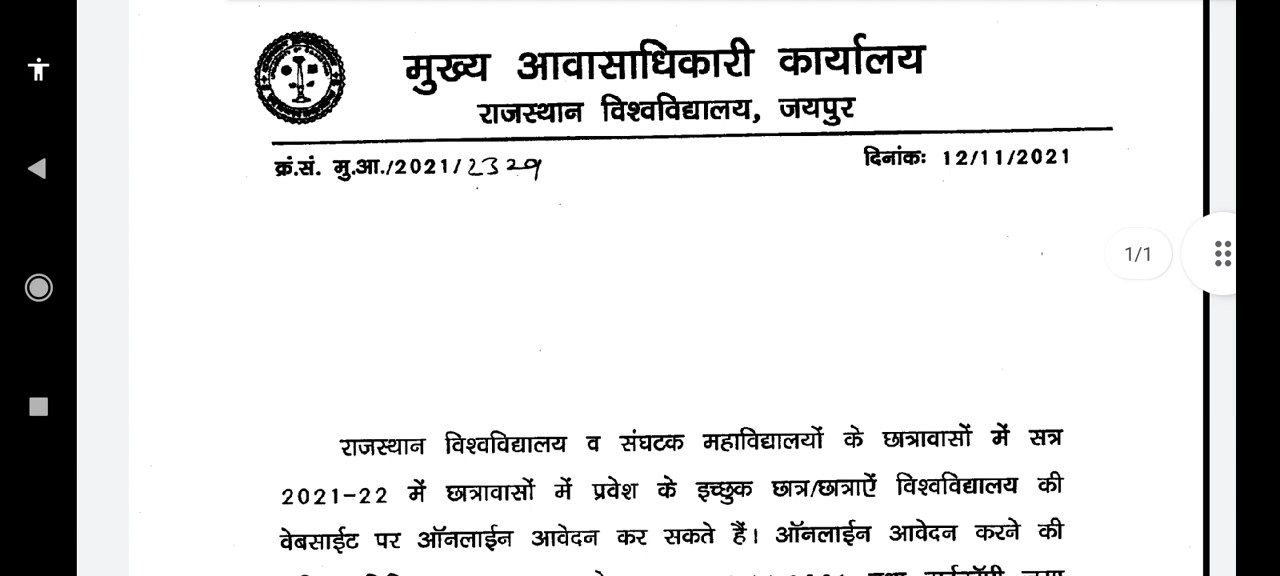 मुख्य आवासाधिकारी कार्यालय
राजस्थान विश्वविद्यालय, जयपुर
क्रं.सं. मु.आ./2021/2329
दिनांकः 12/11/2021
1/1
राजस्थान विश्वविद्यालय व संघटक महाविद्यालयों के छात्रावासों में सत्र
2021-22 में छात्रावासों में प्रवेश के इच्छुक छात्र/छात्राऐं विश्वविद्यालय की
वेबसाईट पर ऑनलाईन आवेदन कर सकते हैं। ऑनलाईन आवेदन करने की